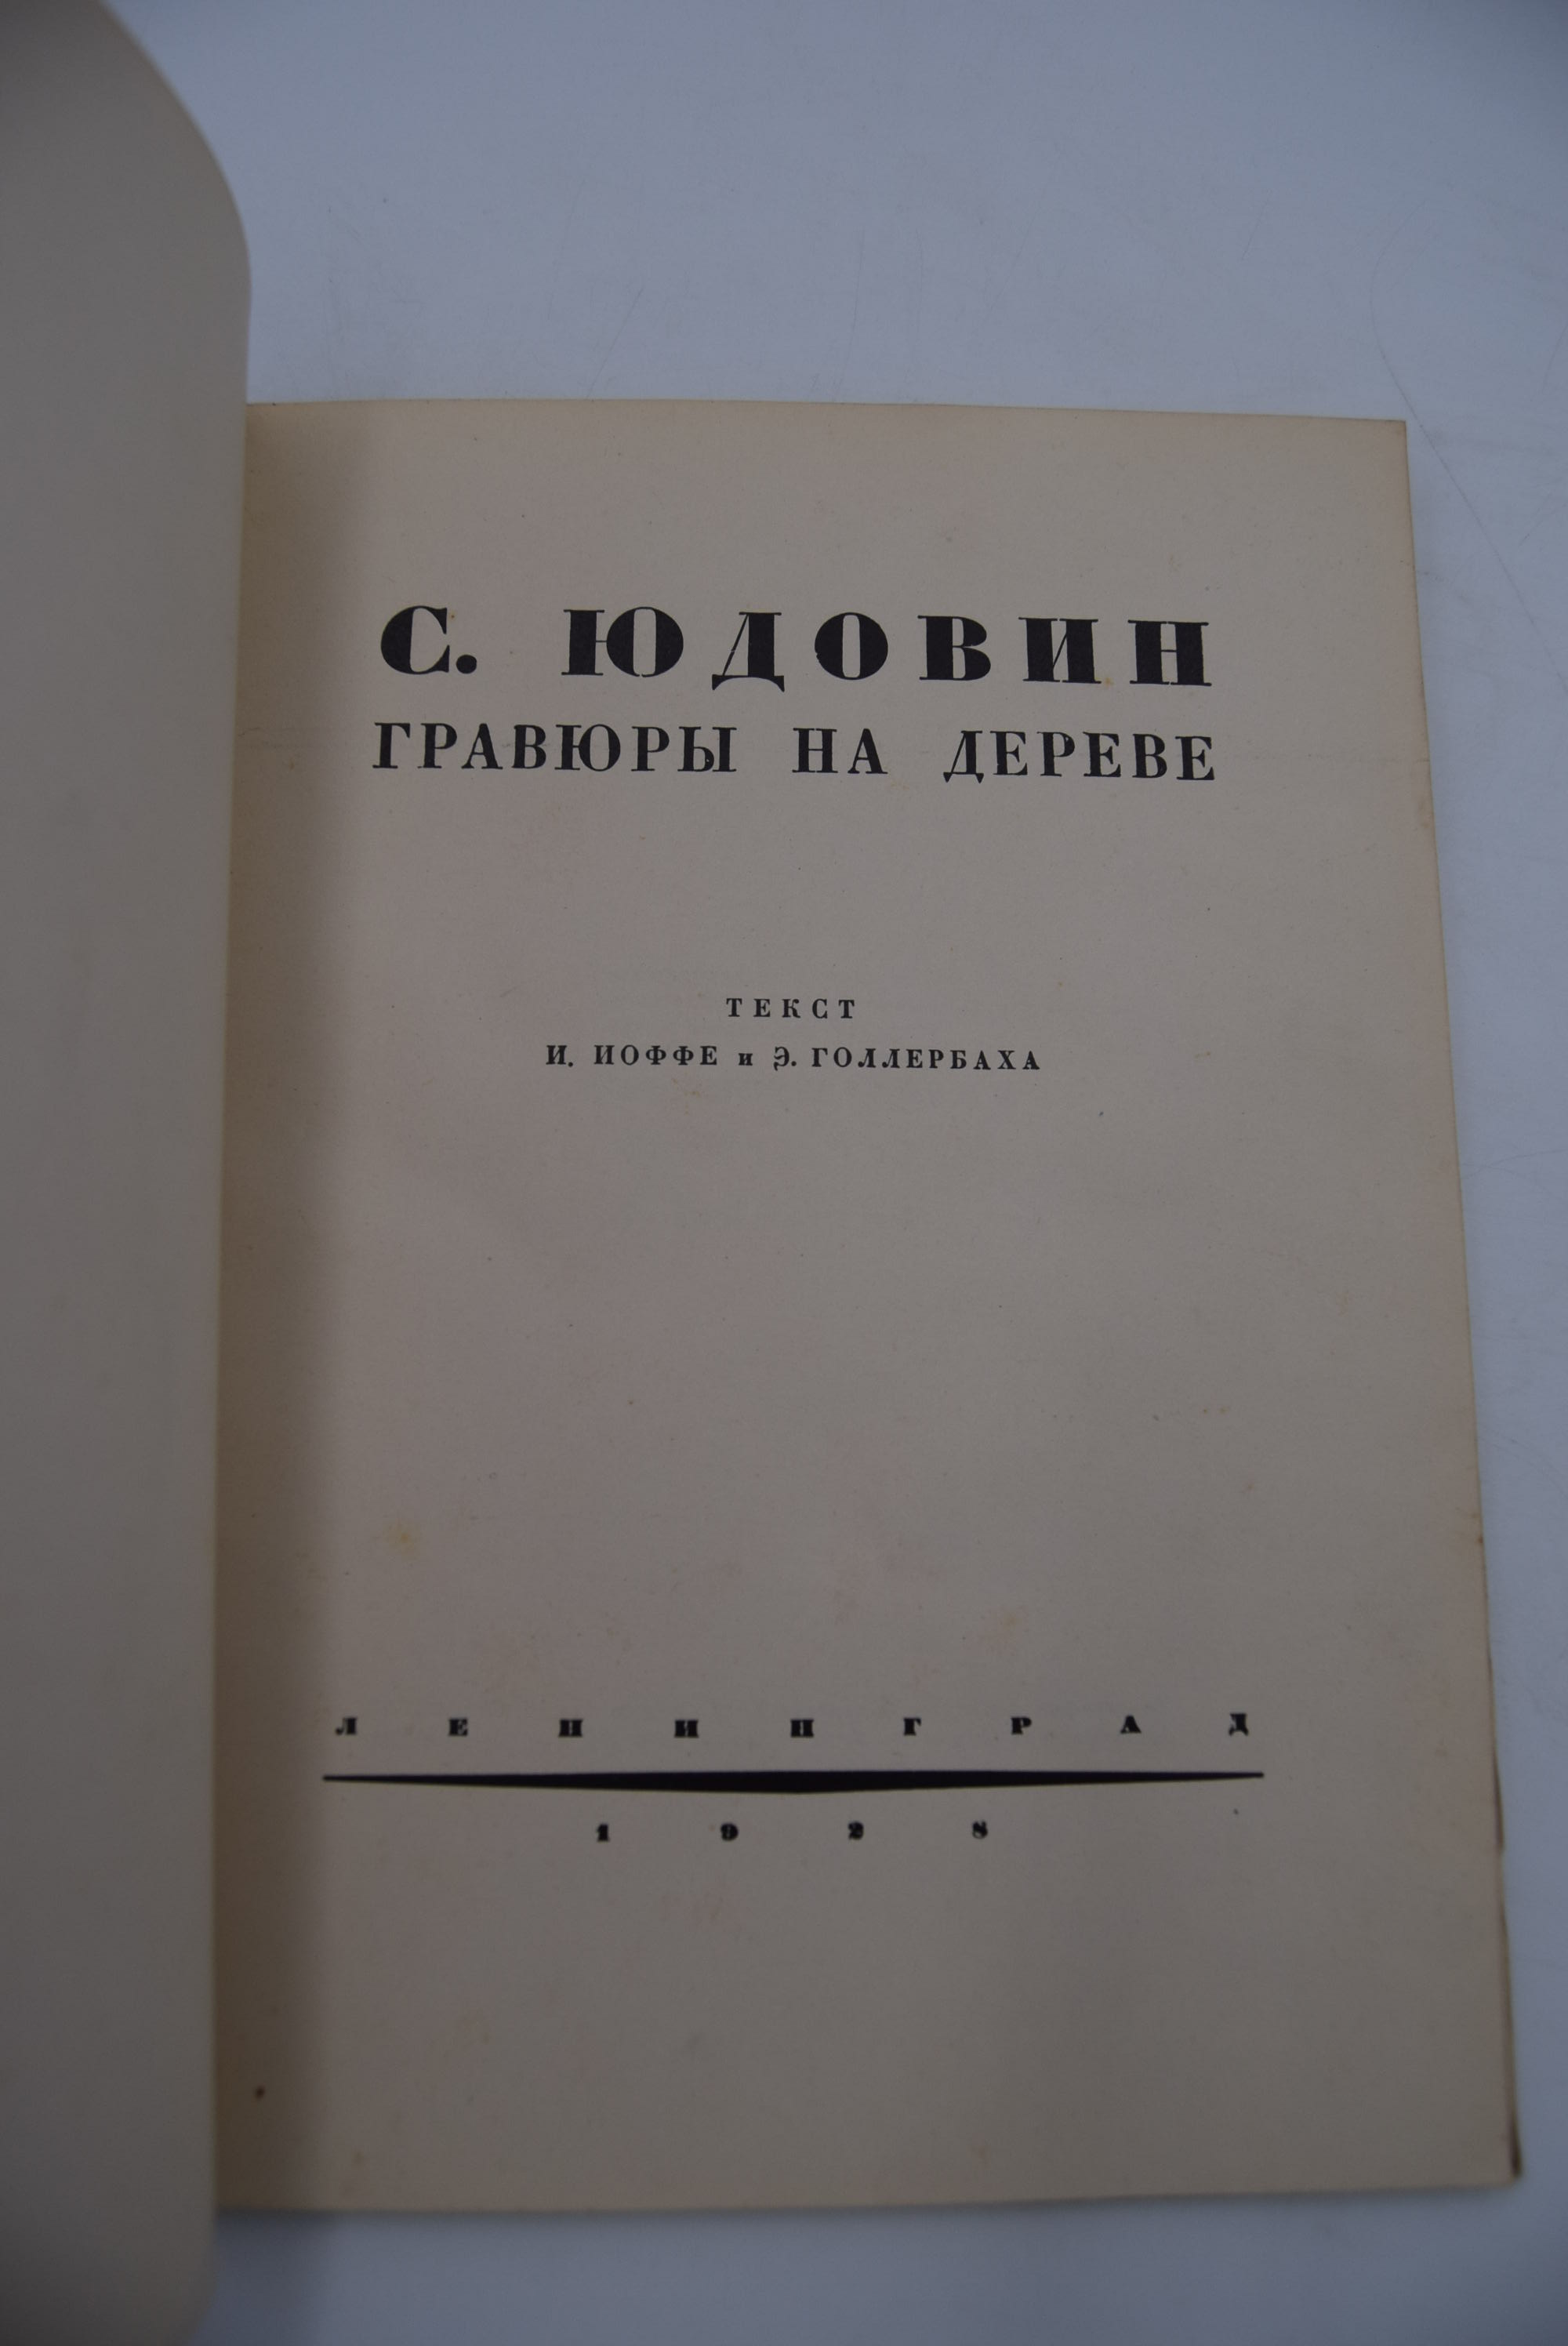 С. ЮДОВИН
ГРАВЮРЫ НА ДЕРЕВЕ
ТЕКСТ
И. ИОФФЕ и Э. ГОЛЛЕРБАХА
ЛЕНИНГРАД
1928